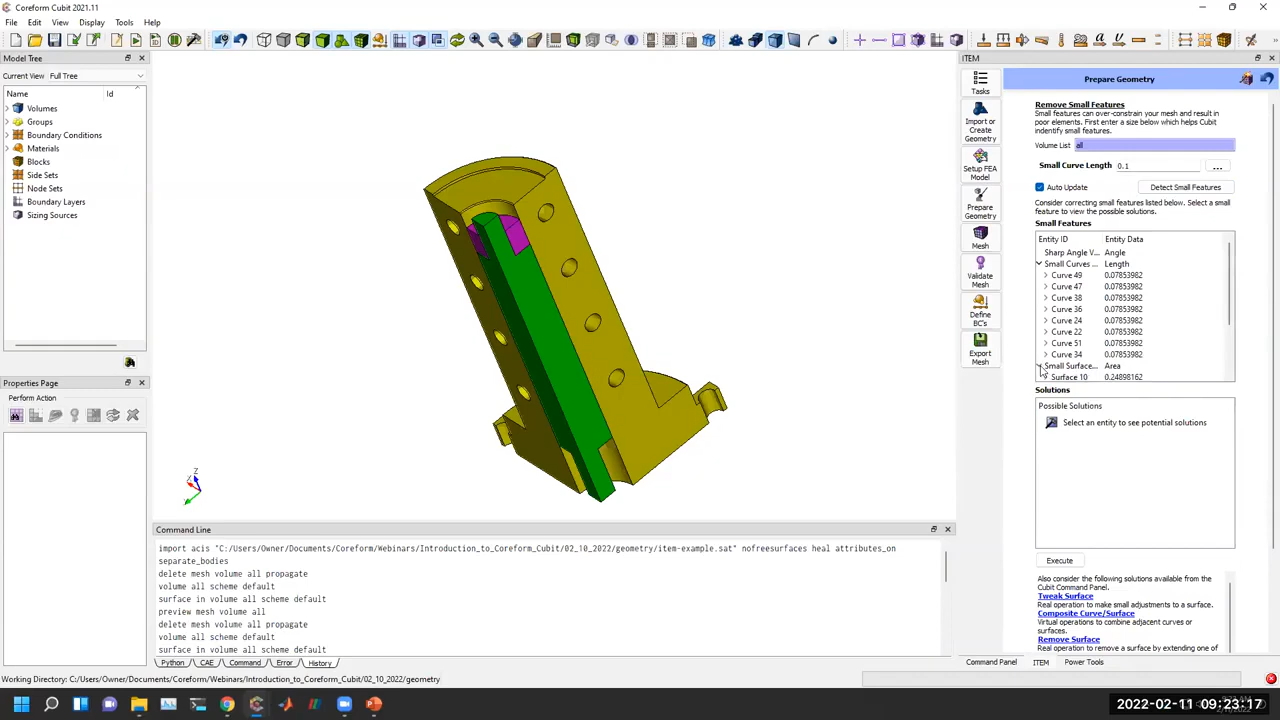 Coreform Cubit 2021.11
File Edit View Display Tools Help
Model Tree
Current View Full Tree
Name Id
Volumes
Groups
Boundary Conditions
Materials
Blocks
Side Sets
Node Sets
Boundary Layers
Sizing Sources
Properties Page
Perform Action
Z
Command Line
import acis "C:/Users/Owner/Documents/Coreform/Webinars/Introduction_to_Coreform_Cubit/02_10_2022/geometry/item-example.sat" nofreesurfaces heal attributes_on
separate_bodies
delete mesh volume all propagate
volume all scheme default
surface in volume all scheme default
preview mesh volume all
delete mesh volume all propagate
volume all scheme default
surface in volume all scheme default
Python CAE Command Error History
Working Directory: C:/Users/Owner/Documents/Coreform/Webinars/Introduction_to_Coreform_Cubit/02_10_2022/geometry
ITEM
Tasks
Import or
Create
Geometry
Setup FEA
Model
Prepare
Geometry
Mesh
Validate
Mesh
Define
BC's
Export
Mesh
Prepare Geometry
Remove Small Features
Small features can over-constrain your mesh and result in
poor elements. First enter a size below which helps Cubit
indentify small features.
Volume List all
Small Curve Length 0.1 ...
Auto Update Detect Small Features
Consider correcting small features listed below. Select a small
feature to view the possible solutions.
Small Features
Entity ID Entity Data
Sharp Angle V... Angle
Small Curves ... Length
Curve 49 0.07853982
Curve 47 0.07853982
Curve 38 0.07853982
Curve 36 0.07853982
Curve 24 0.07853982
Curve 22 0.07853982
Curve 51 0.07853982
Curve 34 0.07853982
Small Surface... Area
Surface 10 0.24898162
Solutions
Possible Solutions
Select an entity to see potential solutions
Execute
Also consider the following solutions available from the
Cubit Command Panel.
Tweak Surface
Real operation to make small adjustments to a surface.
Composite Curve/Surface
Virtual operations to combine adjacent curves or
surfaces.
Remove Surface
Real operation to remove a surface by extending one of
Command Panel ITEM Power Tools
2022-02-11 09:23:17